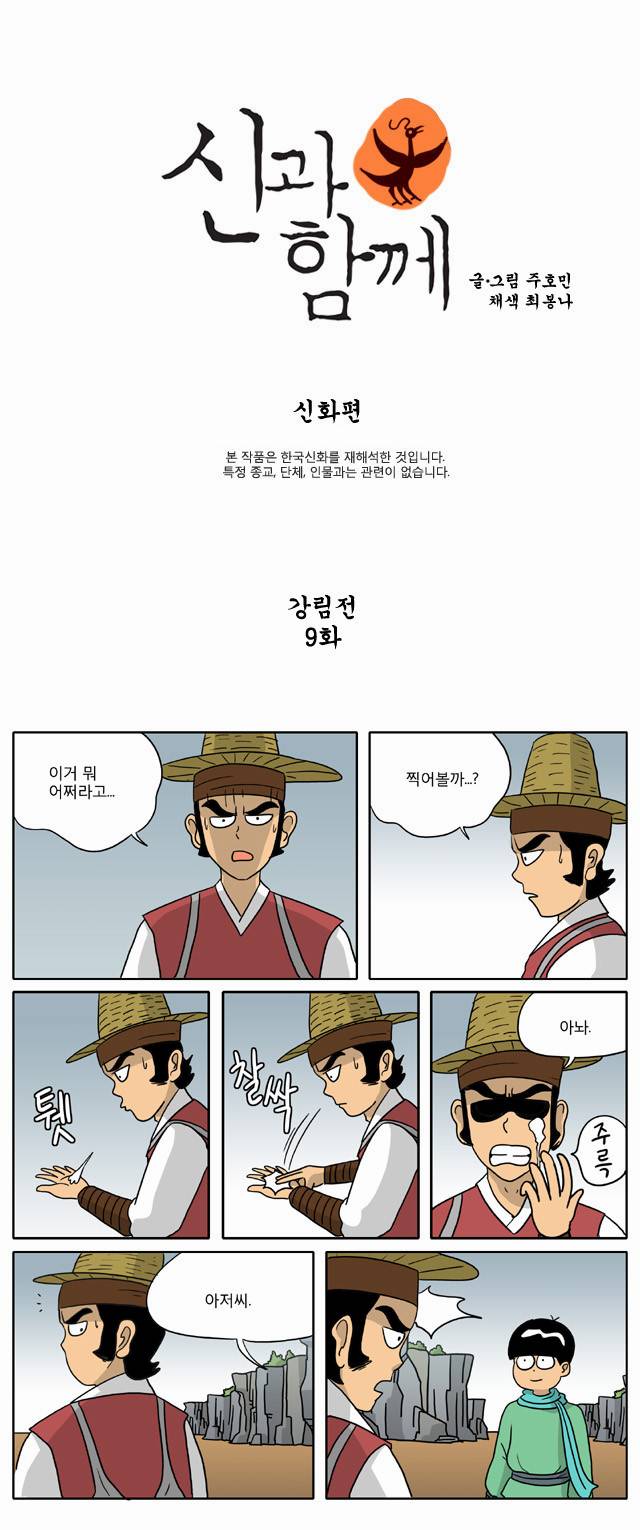 신과
함께
글·그림 주호민
채색 최봉나
신화편
본 작품은 한국신화를 재해석한 것입니다.
특정 종교, 단체, 인물과는 관련이 없습니다.
강림전
9화
이거 뭐
어쩌라고...
찍어볼까...?
퉷
찰싹
아놔.
주륵
아저씨.